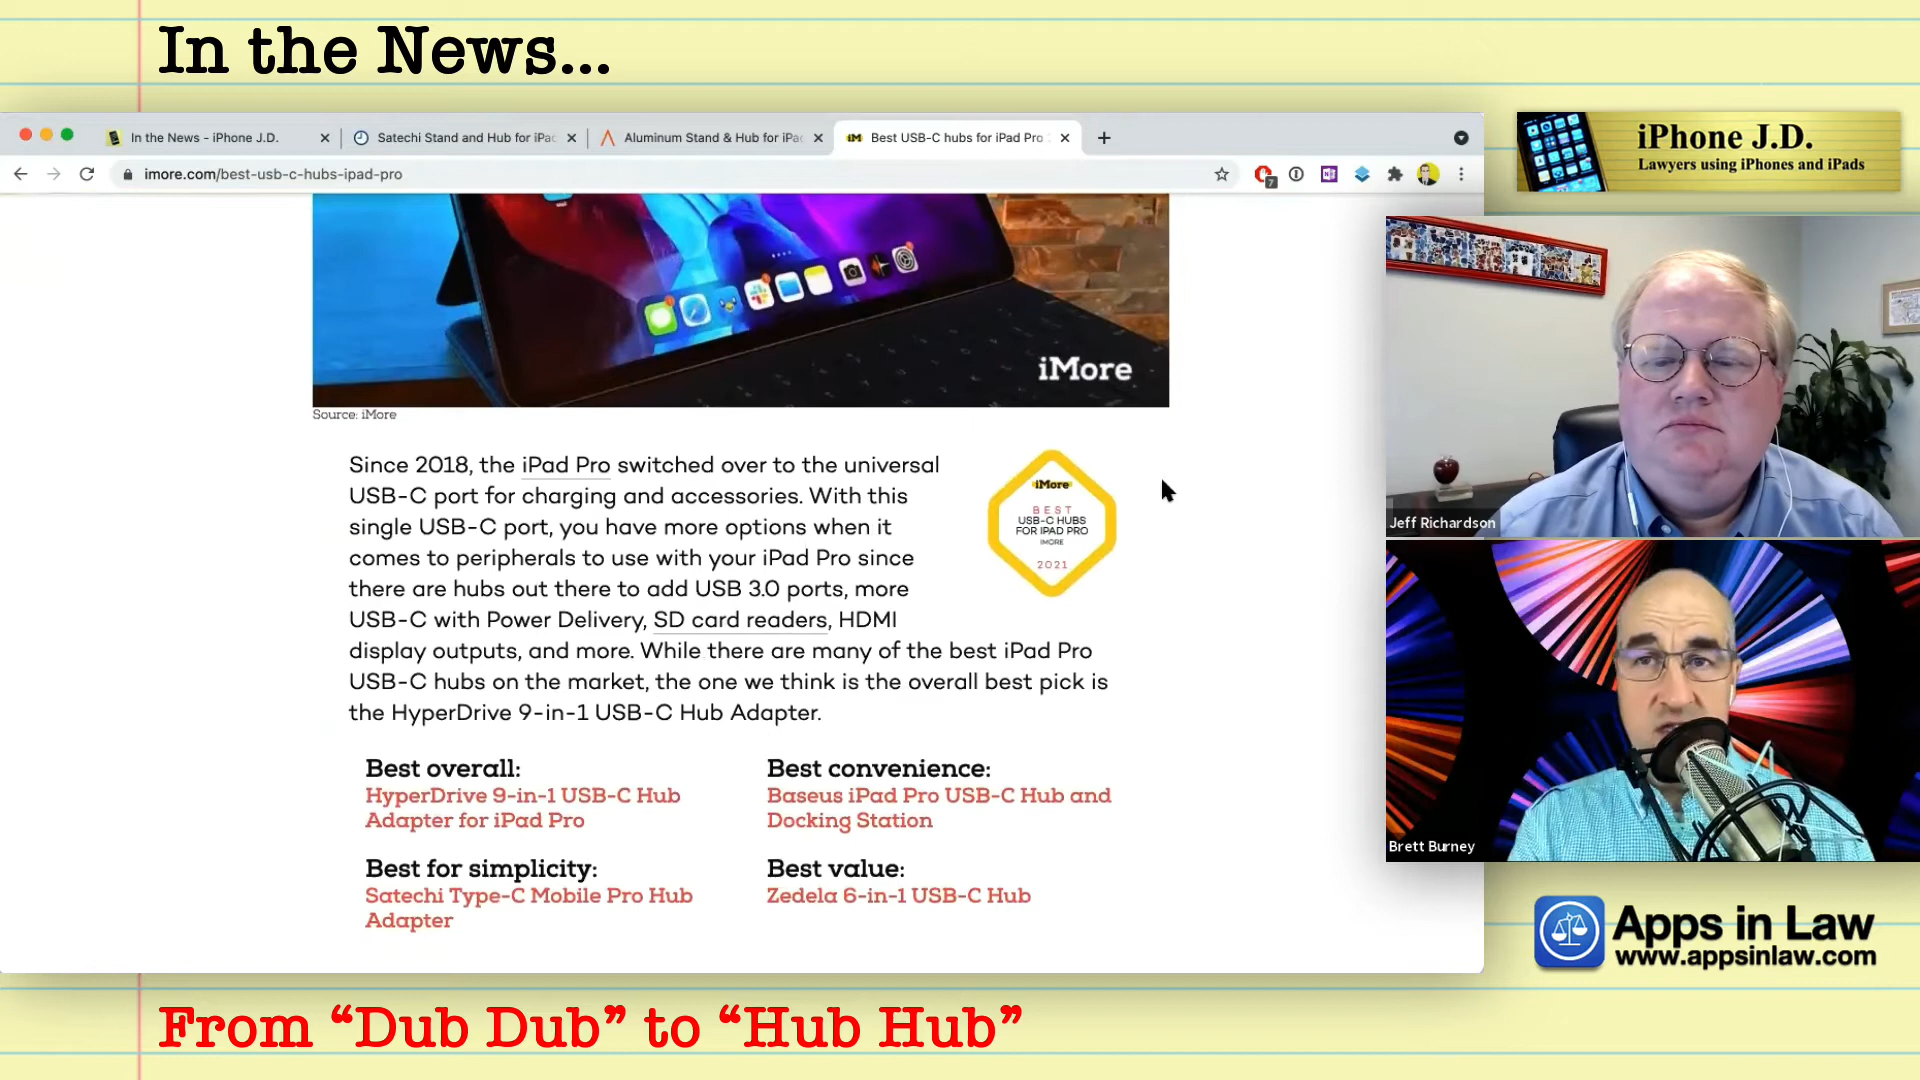 In the News...
In the News - iPhone J.D.
Satechi Stand and Hub for iPad
Aluminum Stand & Hub for iPa
Best USB-C hubs for iPad Pro
imore.com/best-usb-c-hubs-ipad-pro
7
iPhone J.D.
Lawyers using iPhones and iPads
iMore
Source: iMore
Since 2018, the iPad Pro switched over to the universal
USB-C port for charging and accessories. With this
single USB-C port, you have more options when it
comes to peripherals to use with your iPad Pro since
there are hubs out there to add USB 3.0 ports, more
USB-C with Power Delivery, SD card readers, HDMI
display outputs, and more. While there are many of the best iPad Pro
USB-C hubs on the market, the one we think is the overall best pick is
the HyperDrive 9-in-1 USB-C Hub Adapter.
iMore
BEST
USB-C HUBS
FOR IPAD PRO
IMORE
2021
Best overall:
HyperDrive 9-in-1 USB-C Hub
Adapter for iPad Pro
Best convenience:
Baseus iPad Pro USB-C Hub and
Docking Station
Best for simplicity:
Satechi Type-C Mobile Pro Hub
Adapter
Best value:
Zedela 6-in-1 USB-C Hub
Jeff Richardson
Brett Burney
Apps in Law
www.appsinlaw.com
From “Dub Dub” to “Hub Hub”